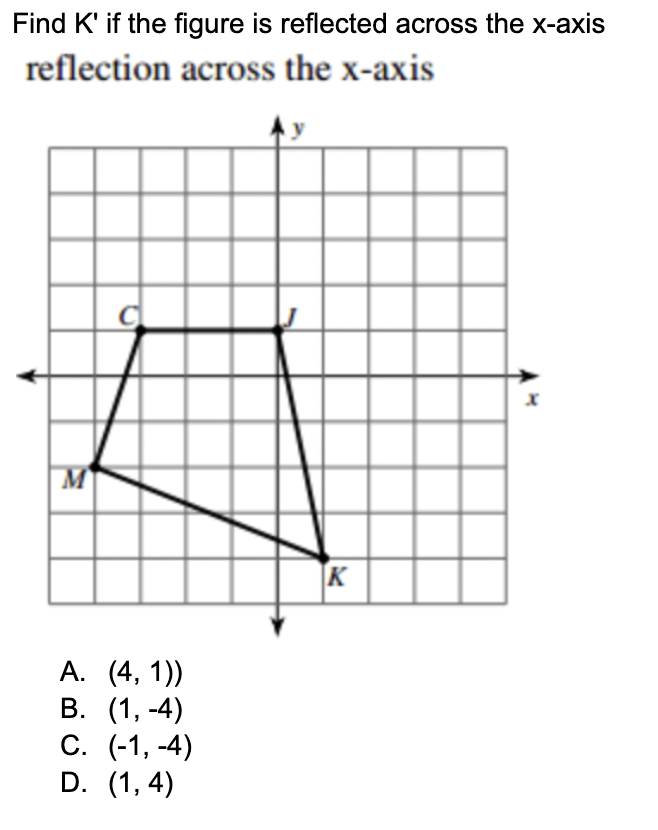 Find K' if the figure is reflected across the x-axis
reflection across the x-axis
y
C
J
x
M
K
A. (4, 1))
B. (1, -4)
C. (-1, -4)
D. (1, 4)